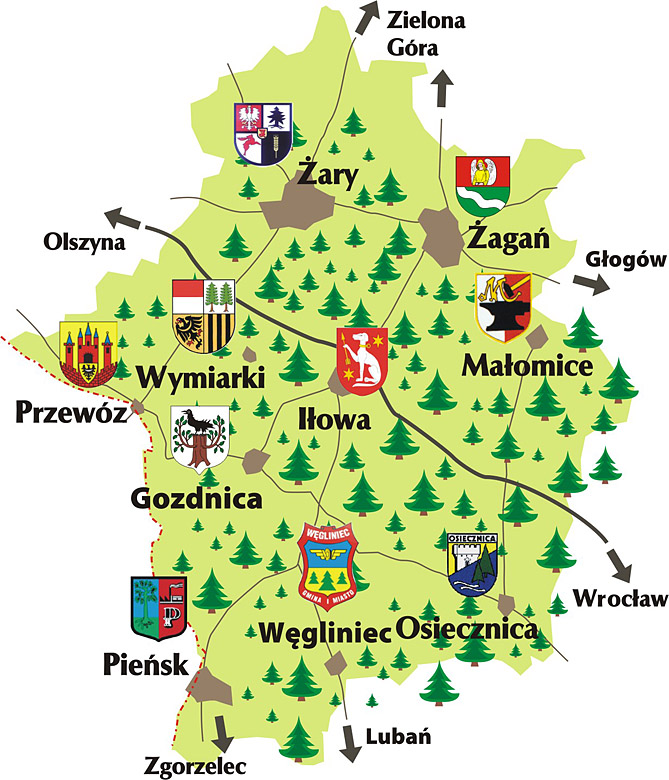 Zielona
Góra
Żary
Żagań
Olszyna
Głogów
M
Małomice
Wymiarki
Przewóz
Iłowa
Gozdnica
WĘGLINIEC
GMINA I MIASTO
OSIECZNICA
P
Wrocław
Węgliniec
Osiecznica
Pieńsk
Lubań
Zgorzelec